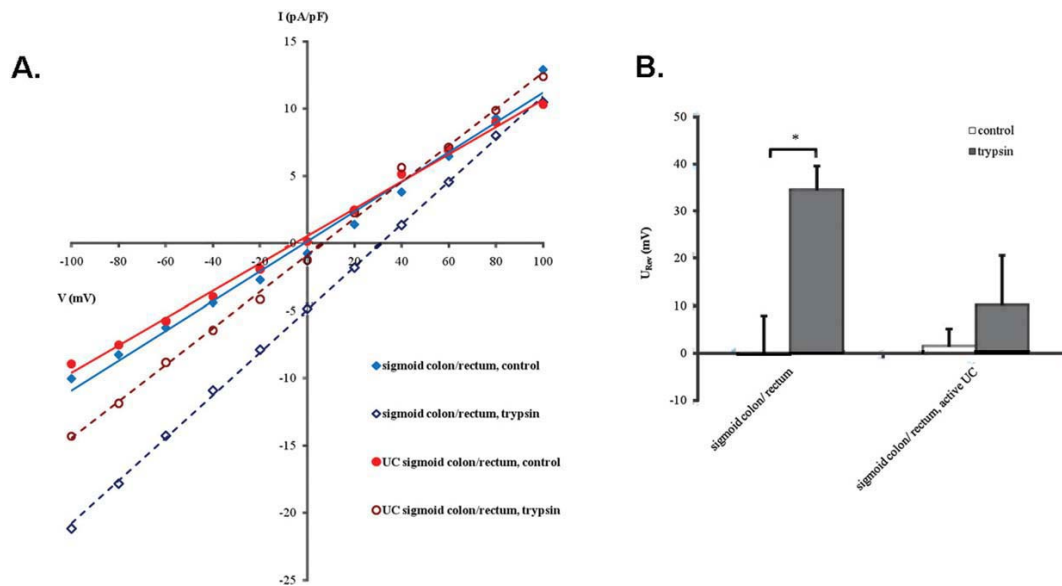 A.
I (pA/pF)
15
10
5
0
-5
-10
-15
-20
-25
-100 -80 -60 -40 -20 0 20 40 60 80 100
V (mV)
sigmoid colon/rectum, control
sigmoid colon/rectum, trypsin
UC sigmoid colon/rectum, control
UC sigmoid colon/rectum, trypsin
B.
URev (mV)
50
40
30
20
10
0
-10
*
control
trypsin
sigmoid colon/ rectum
sigmoid colon/ rectum, active UC